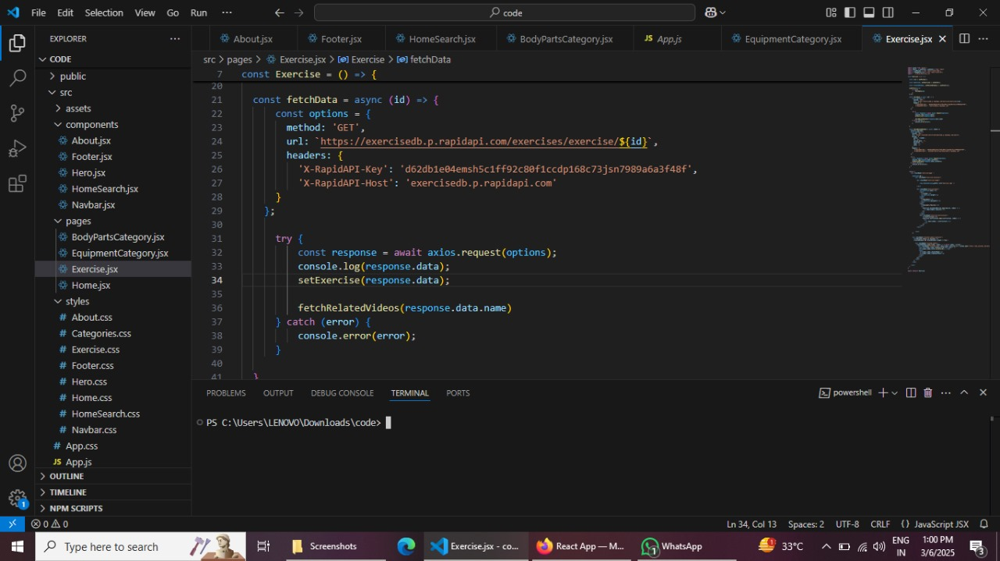 File Edit Selection View Go Run ··· code
EXPLORER ···
About.jsx Footer.jsx HomeSearch.jsx BodyPartsCategory.jsx JS App.js EquipmentCategory.jsx Exercise.jsx
CODE
src > pages > Exercise.jsx > Exercise > fetchData
public
src
assets
components
About.jsx
Footer.jsx
Hero.jsx
HomeSearch.jsx
Navbar.jsx
pages
BodyPartsCategory.jsx
EquipmentCategory.jsx
Exercise.jsx
Home.jsx
styles
# About.css
# Categories.css
# Exercise.css
# Footer.css
# Hero.css
# Home.css
# HomeSearch.css
# Navbar.css
# App.css
JS App.js
OUTLINE
TIMELINE
NPM SCRIPTS
7 const Exercise = () => {
20
21 const fetchData = async (id) => {
22 const options = {
23 method: 'GET',
24 url: `https://exercisedb.p.rapidapi.com/exercises/exercise/${id}`,
25 headers: {
26 'X-RapidAPI-Key': 'd62db1e04emsh5c1ff92c80f1ccdp168c73jsn7989a6a3f48f',
27 'X-RapidAPI-Host': 'exercisedb.p.rapidapi.com'
28 }
29 };
30
31 try {
32 const response = await axios.request(options);
33 console.log(response.data);
34 setExercise(response.data);
35
36 fetchRelatedVideos(response.data.name)
37 } catch (error) {
38 console.error(error);
39 }
40
41 }
PROBLEMS OUTPUT DEBUG CONSOLE TERMINAL PORTS powershell
PS C:\Users\LENOVO\Downloads\code>
1
0 0 Ln 34, Col 13 Spaces: 2 UTF-8 CRLF {} JavaScript JSX
Type here to search Screenshots Exercise.jsx - co... React App — M... 1 WhatsApp 33°C ENG IN 1:00 PM 3/6/2025 3